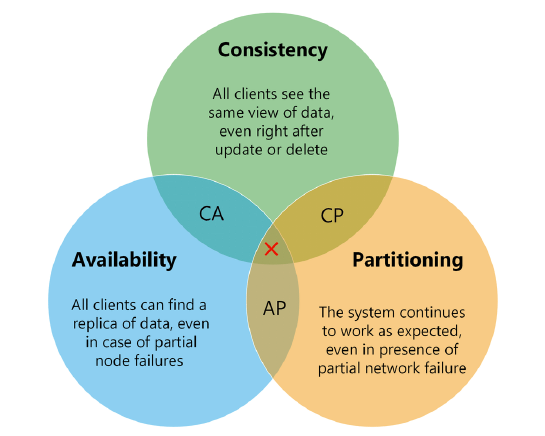 Consistency
All clients see the
same view of data,
even right after
update or delete
CA
CP
Availability
All clients can find a
replica of data, even
in case of partial
node failures
AP
Partitioning
The system continues
to work as expected,
even in presence of
partial network failure